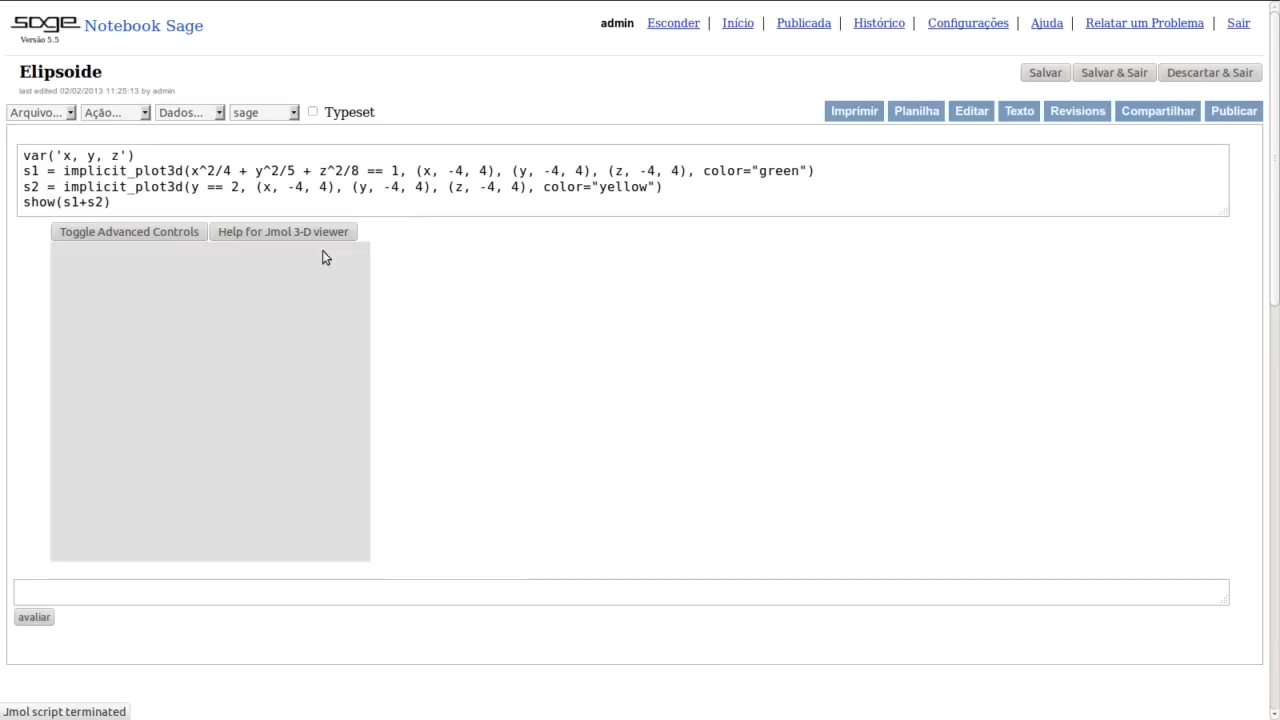 sage Notebook Sage
Versão 5.5
admin Esconder | Início | Publicada | Histórico | Configurações | Ajuda | Relatar um Problema | Sair
Elipsoide
last edited 02/02/2013 11:25:13 by admin
Salvar Salvar & Sair Descartar & Sair
Arquivo... Ação... Dados... sage Typeset
Imprimir Planilha Editar Texto Revisions Compartilhar Publicar
var('x, y, z')
s1 = implicit_plot3d(x^2/4 + y^2/5 + z^2/8 == 1, (x, -4, 4), (y, -4, 4), (z, -4, 4), color="green")
s2 = implicit_plot3d(y == 2, (x, -4, 4), (y, -4, 4), (z, -4, 4), color="yellow")
show(s1+s2)
Toggle Advanced Controls Help for Jmol 3-D viewer
avaliar
Jmol script terminated